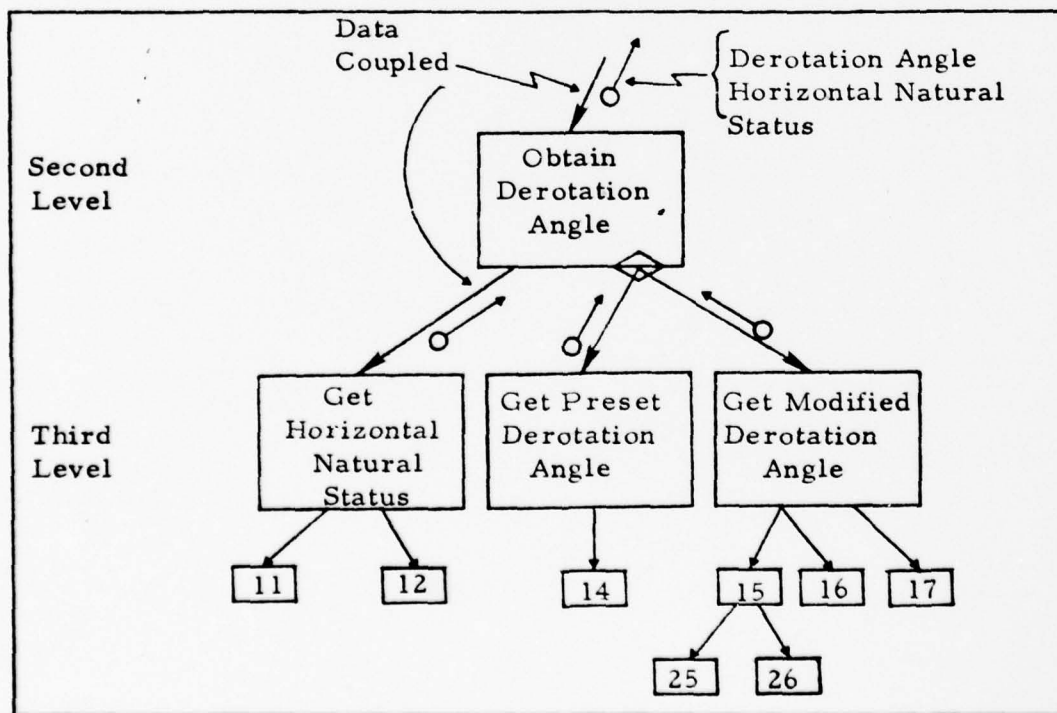 Data
Coupled
Derotation Angle
Horizontal Natural
Status
Second
Level
Obtain
Derotation
Angle
Third
Level
Get
Horizontal
Natural
Status
Get Preset
Derotation
Angle
Get Modified
Derotation
Angle
11
12
14
15
16
17
25
26